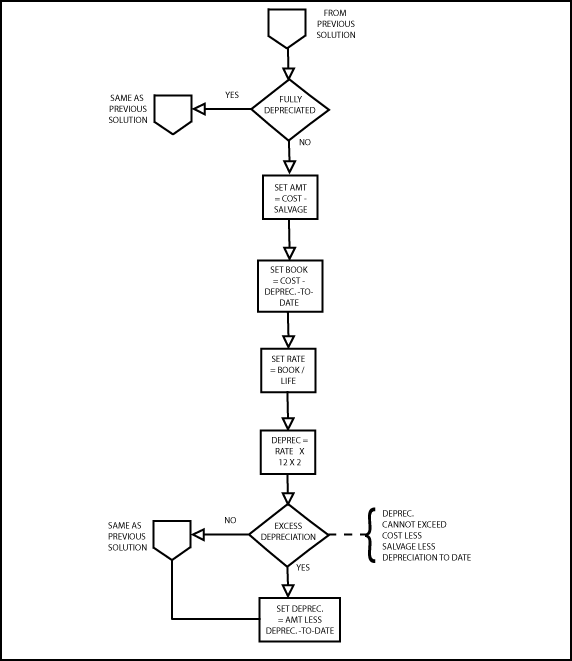 FROM
PREVIOUS
SOLUTION
SAME AS
PREVIOUS
SOLUTION
YES
FULLY
DEPRECIATED
NO
SET AMT
= COST -
SALVAGE
SET BOOK
= COST -
DEPREC. -TO-
DATE
SET RATE
= BOOK /
LIFE
DEPREC =
RATE X
12 X 2
SAME AS
PREVIOUS
SOLUTION
NO
EXCESS
DEPRECIATION
YES
DEPREC.
CANNOT EXCEED
COST LESS
SALVAGE LESS
DEPRECIATION TO DATE
SET DEPREC.
= AMT LESS
DEPREC. -TO-DATE